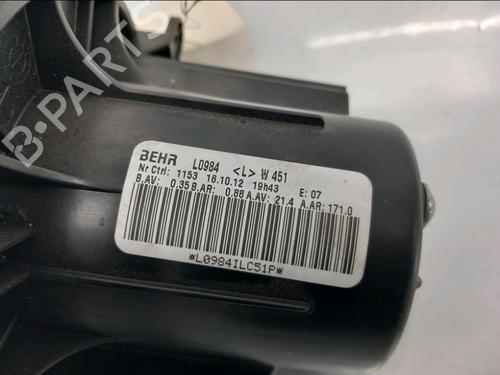 B-PARTS
BEHR L0984 <L> W 451
Nr Ctrl: 1153 18.10.12 19h43 E: 07
B.AV: 0.35 B.AR: 0.88 A.AV: 21.4 A.AR: 171.0
*L0984ILC51P*